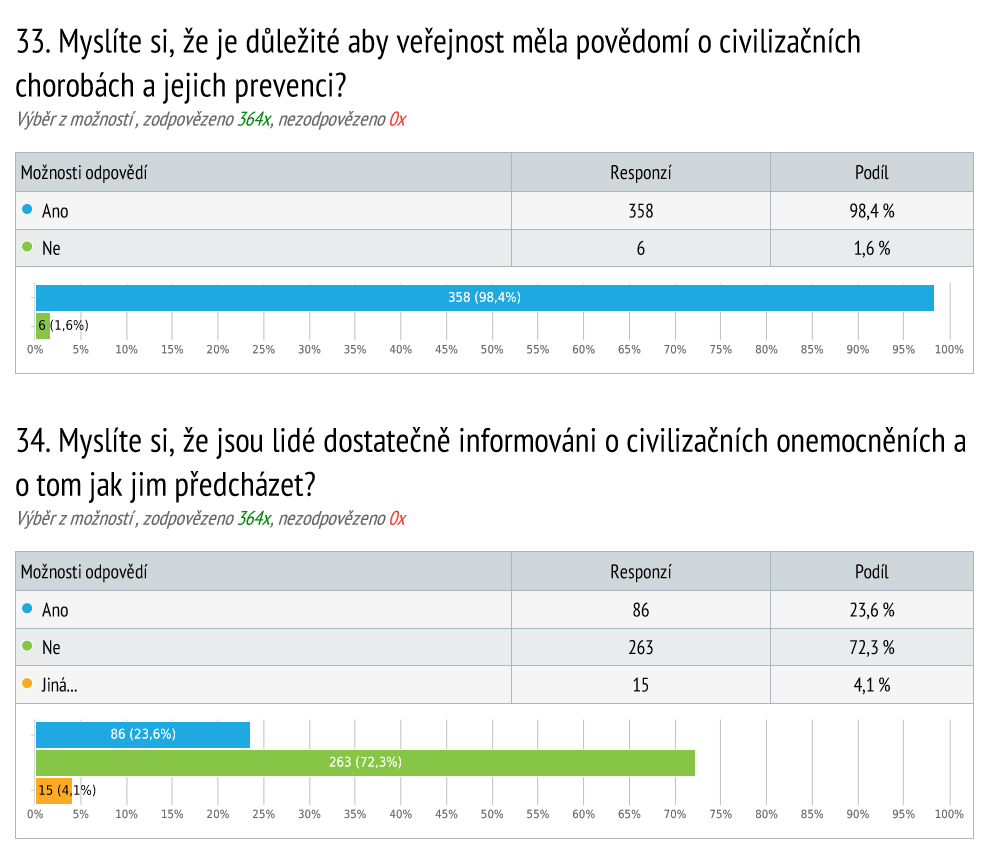 33. Myslíte si, že je důležité aby veřejnost měla povědomí o civilizačních
chorobách a jejich prevenci?
Výběr z možností , zodpovězeno 364x, nezodpovězeno 0x
Možnosti odpovědí Responzí Podíl
Ano 358 98,4 %
Ne 6 1,6 %
358 (98,4%)
6 (1,6%)
0% 5% 10% 15% 20% 25% 30% 35% 40% 45% 50% 55% 60% 65% 70% 75% 80% 85% 90% 95% 100%
34. Myslíte si, že jsou lidé dostatečně informováni o civilizačních onemocněních a
o tom jak jim předcházet?
Výběr z možností , zodpovězeno 364x, nezodpovězeno 0x
Možnosti odpovědí Responzí Podíl
Ano 86 23,6 %
Ne 263 72,3 %
Jiná... 15 4,1 %
86 (23,6%)
263 (72,3%)
15 (4,1%)
0% 5% 10% 15% 20% 25% 30% 35% 40% 45% 50% 55% 60% 65% 70% 75% 80% 85% 90% 95% 100%